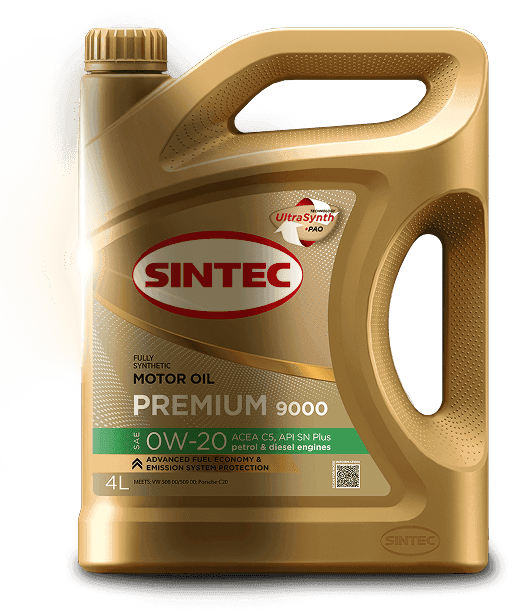 TECHNOLOGY
UltraSynth
+PAO
SINTEC
FULLY
SYNTHETIC
MOTOR OIL
PREMIUM 9000
SAE 0W-20 ACEA C5, API SN Plus
petrol & diesel engines
ADVANCED FUEL ECONOMY &
EMISSION SYSTEM PROTECTION
4L MEETS: VW 508 00/509 00; Porsche C20
SINTEC